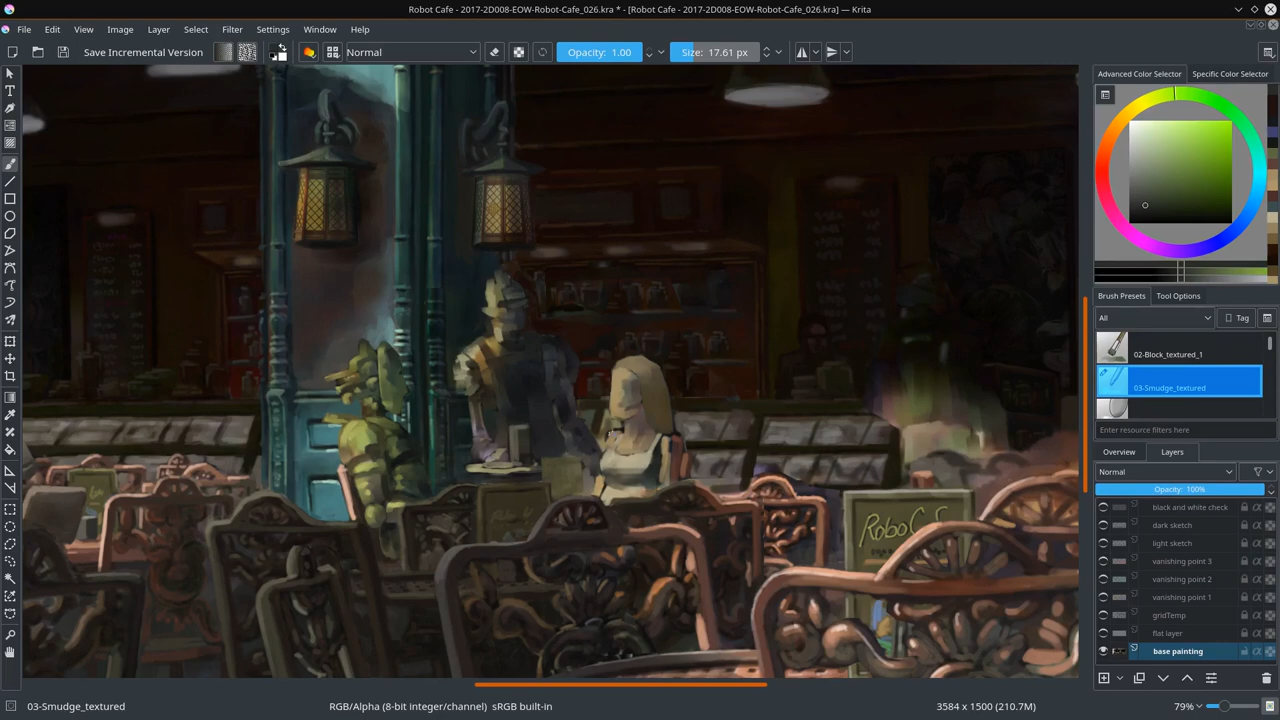 Robot Cafe - 2017-2D008-EOW-Robot-Cafe_026.kra * - [Robot Cafe - 2017-2D008-EOW-Robot-Cafe_026.kra] — Krita
File Edit View Image Layer Select Filter Settings Window Help
Save Incremental Version Normal Opacity: 1.00 Size: 17.61 px
Advanced Color Selector Specific Color Selector
Brush Presets Tool Options
All Tag
02-Block_textured_1
03-Smudge_textured
Enter resource filters here
Overview Layers
Normal
Opacity: 100%
black and white check
dark sketch
light sketch
vanishing point 3
vanishing point 2
vanishing point 1
gridTemp
flat layer
base painting
03-Smudge_textured RGB/Alpha (8-bit integer/channel) sRGB built-in 3584 x 1500 (210.7M) 79%